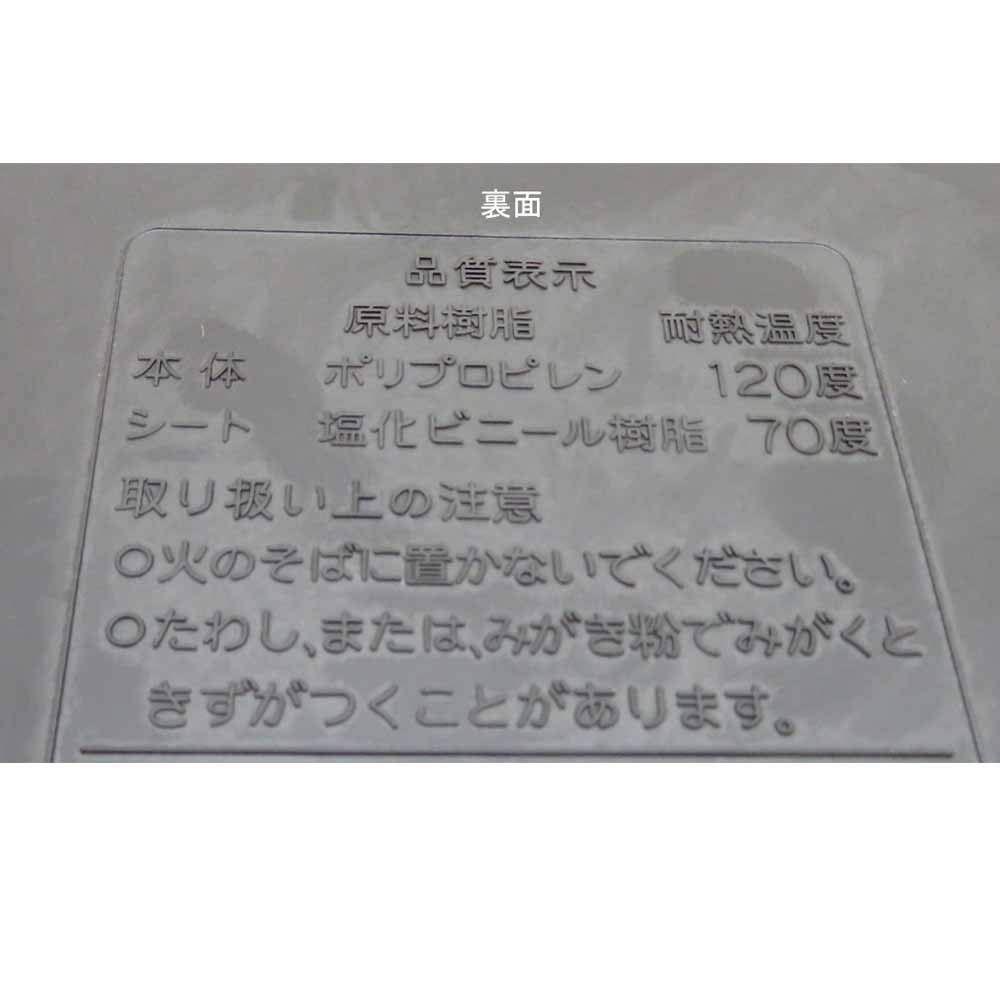 裏面
品質表示
原料樹脂 耐熱温度
本体 ポリプロピレン 120度
シート 塩化ビニール樹脂 70度
取り扱い上の注意
○火のそばに置かないでください。
○たわし、または、みがき粉でみがくと
きずがつくことがあります。